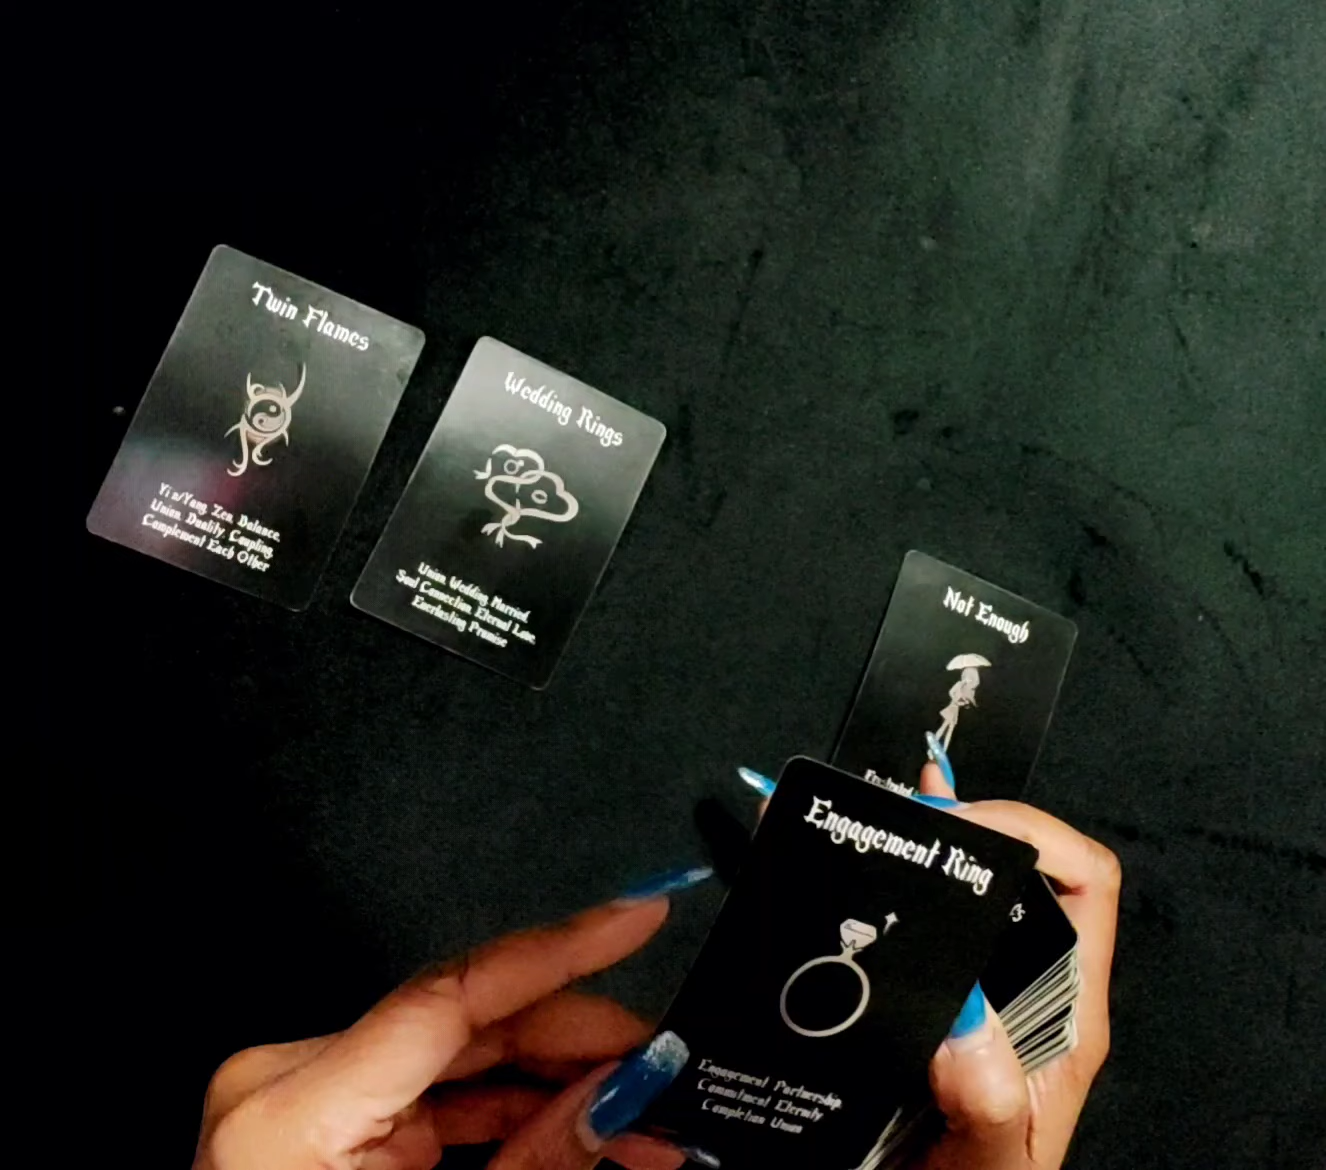 Twin Flames
Yin/Yang, Zen, Balance,
Union, Duality, Coupling,
Complement Each Other
Wedding Rings
Union, Wedding, Married,
Soul Connection, Eternal Love,
Everlasting Promise
Not Enough
Engagement Ring
Engagement Partnership,
Commitment Eternity
Completion Union